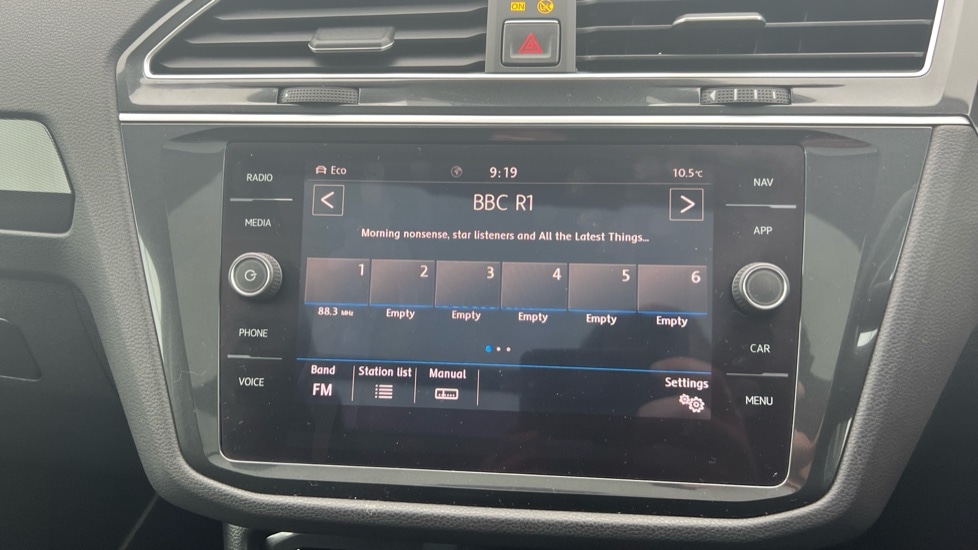 ON
RADIO
MEDIA
PHONE
VOICE
Eco 9:19 10.5°C
< BBC R1 >
Morning nonsense, star listeners and All the Latest Things...
1 2 3 4 5 6
88.3 MHz Empty Empty Empty Empty Empty
Band Station list Manual Settings
FM
NAV
APP
CAR
MENU